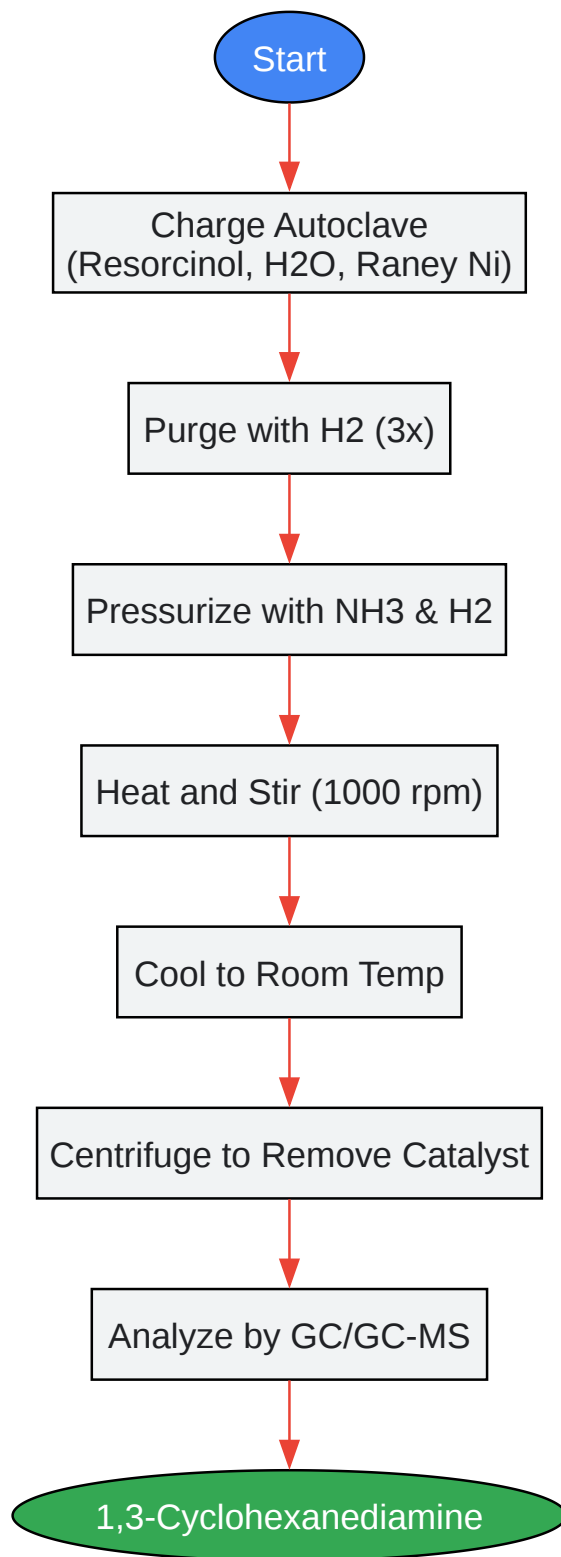 Start
Charge Autoclave
(Resorcinol, H2O, Raney Ni)
Purge with H2 (3x)
Pressurize with NH3 & H2
Heat and Stir (1000 rpm)
Cool to Room Temp
Centrifuge to Remove Catalyst
Analyze by GC/GC-MS
1,3-Cyclohexanediamine